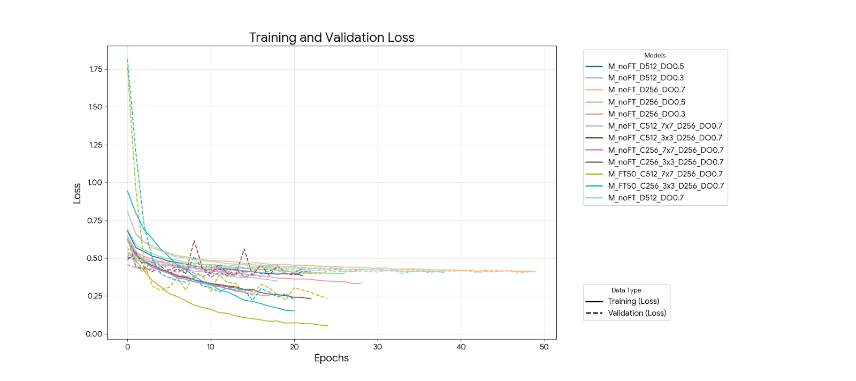 Training and Validation Loss
Loss
1.75
1.50
1.25
1.00
0.75
0.50
0.25
0.00
0
10
20
30
40
50
Epochs
Models
M_noFT_D512_DO0.5
M_noFT_D512_DO0.3
M_noFT_D256_DO0.7
M_noFT_D256_DO0.5
M_noFT_D256_DO0.3
M_noFT_C512_7x7_D256_DO0.7
M_noFT_C512_3x3_D256_DO0.7
M_noFT_C256_7x7_D256_DO0.7
M_noFT_C256_3x3_D256_DO0.7
M_FT50_C512_7x7_D256_DO0.7
M_FT50_C256_3x3_D256_DO0.7
M_noFT_D512_DO0.7
Data Type
Training (Loss)
Validation (Loss)